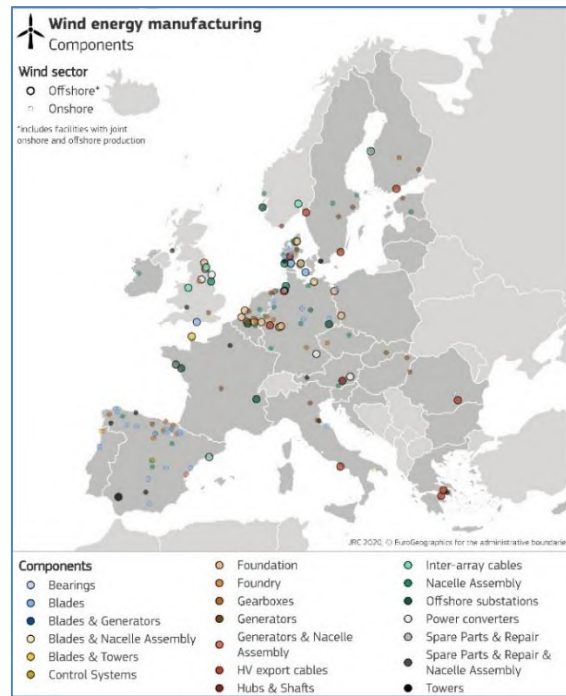 Wind energy manufacturing
Components
Wind sector
Offshore*
Onshore
*includes facilities with joint
onshore and offshore production
JRC 2020, © EuroGeographics for the administrative boundaries
Components
Bearings
Blades
Blades & Generators
Blades & Nacelle Assembly
Blades & Towers
Control Systems
Foundation
Foundry
Gearboxes
Generators
Generators & Nacelle
Assembly
HV export cables
Hubs & Shafts
Inter-array cables
Nacelle Assembly
Offshore substations
Power converters
Spare Parts & Repair
Spare Parts & Repair &
Nacelle Assembly
Towers